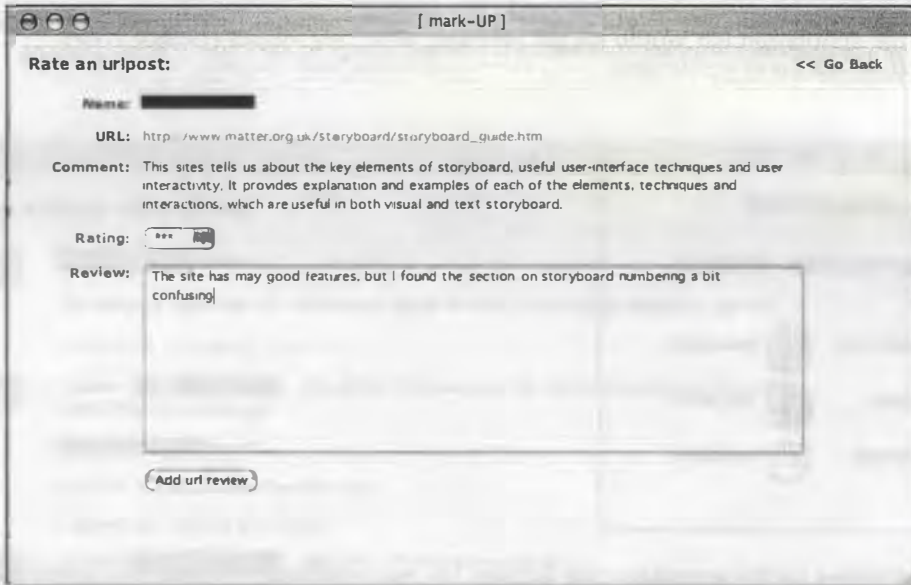 [ mark-UP ]
Rate an urlpost:
<< Go Back
Name:
URL: http //www.matter.org.uk/storyboard/storyboard_guide.htm
Comment: This sites tells us about the key elements of storyboard, useful user-interface techniques and user
interactivity. It provides explanation and examples of each of the elements, techniques and
interactions, which are useful in both visual and text storyboard.
Rating: ***
Review: The site has may good features, but I found the section on storyboard numbering a bit
confusing
Add url review